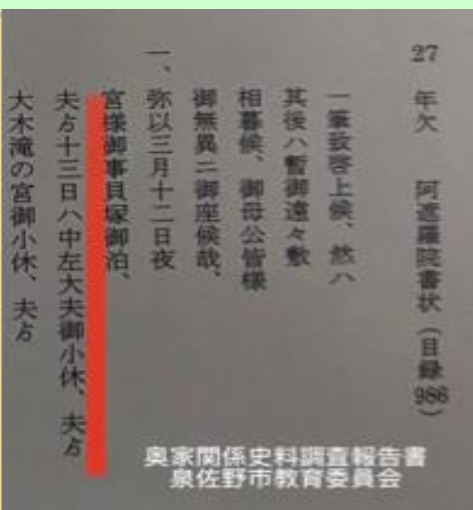 27 年欠 阿遮羅院書状(目録986)
一筆致啓上候、然ハ
其後ハ暫御遠々敷
相暮候、御母公皆様
御無異ニ御座候哉、
一、弥以三月十二日夜
宮様御事貝塚御泊、
夫ゟ十三日ハ中左大夫御小休、夫ゟ
大木滝の宮御小休、夫ゟ
奥家関係史料調査報告書
泉佐野市教育委員会